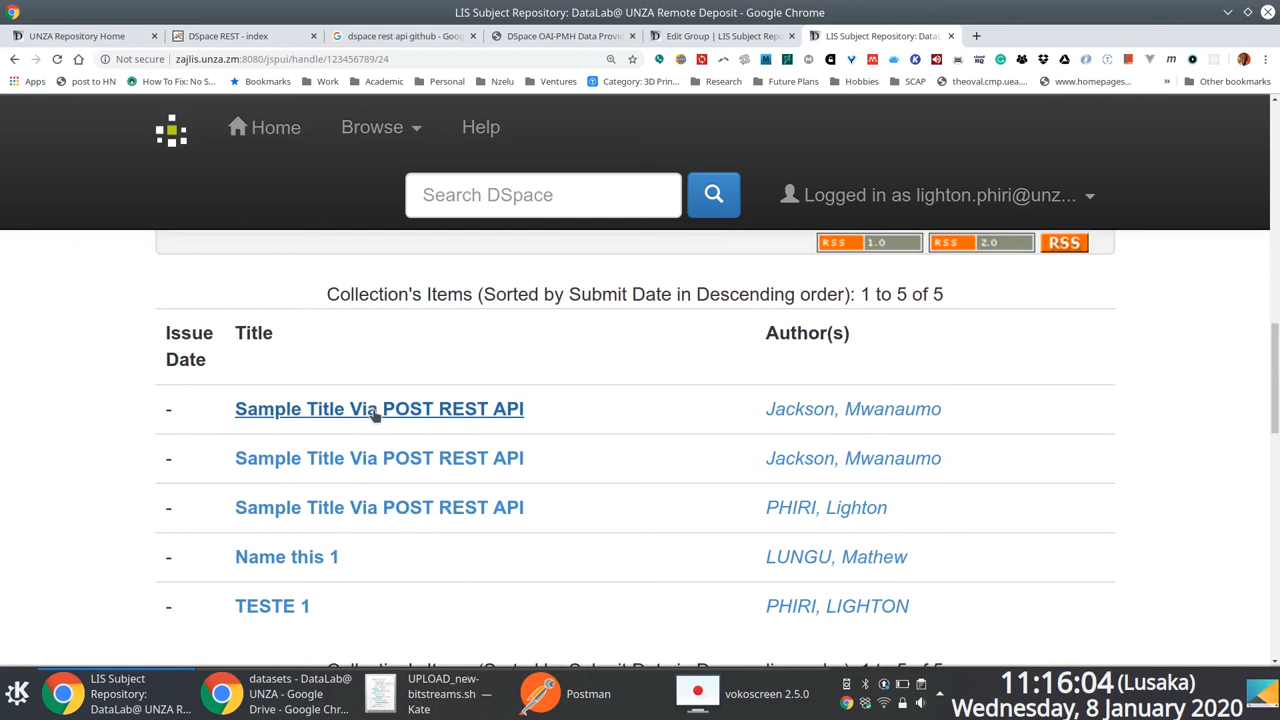 LIS Subject Repository: DataLab@ UNZA Remote Deposit - Google Chrome
UNZA Repository Home
DSpace REST - index
dspace rest api github - Goog
DSpace OAI-PMH Data Provi
Edit Group | LIS Subject Repo
LIS Subject Repository: DataL
Not secure zajlis.unza.zm:8080/jspui/handle/123456789/24
Apps post to HN How To Fix: No S... Bookmarks Work Academic Personal Nzelu Ventures Category: 3D Prin... Research Future Plans Hobbies SCAP theoval.cmp.uea... www.homepages... » Other bookmarks
Home Browse Help
Search DSpace Logged in as lighton.phiri@unz...
RSS 1.0 RSS 2.0 RSS
Collection's Items (Sorted by Submit Date in Descending order): 1 to 5 of 5
Issue Date Title Author(s)
- Sample Title Via POST REST API Jackson, Mwanaumo
- Sample Title Via POST REST API Jackson, Mwanaumo
- Sample Title Via POST REST API PHIRI, Lighton
- Name this 1 LUNGU, Mathew
- TESTE 1 PHIRI, LIGHTON
LIS Subject Repository: DataLab@ UNZA R...
datasets - DataLab@ UNZA - Google Drive - Google Chr...
UPLOAD_new-bitstreams.sh — Kate
Postman
vokoscreen 2.5.0
11:16:04 (Lusaka)
Wednesday, 8 January 2020